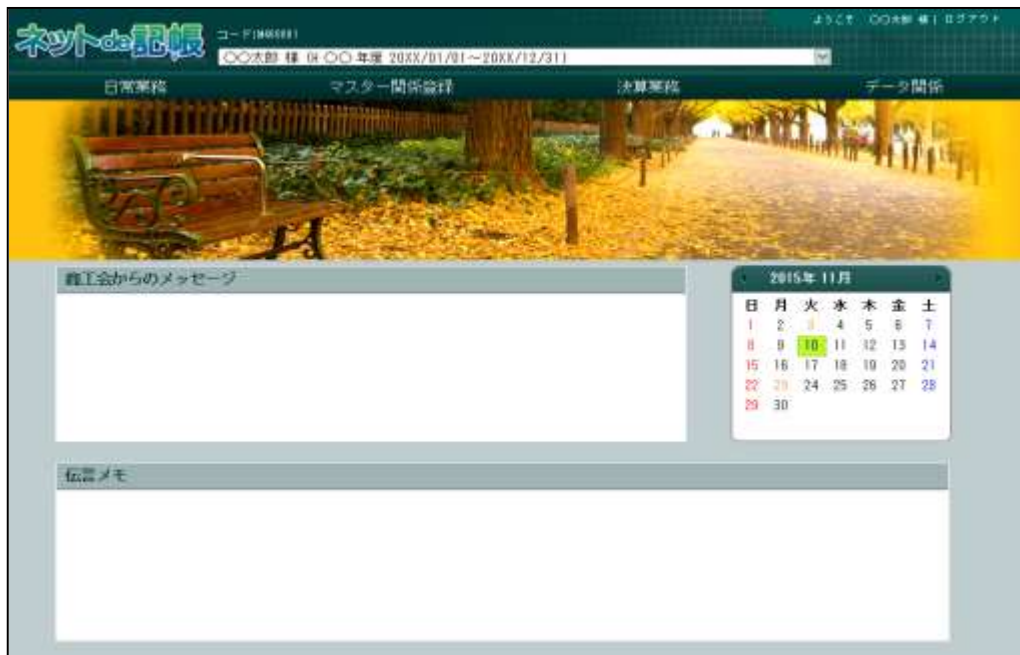 ようこそ 〇〇太郎 様 | ログアウト
ネットde記帳
〇〇太郎 様 (H.〇〇 年度 20XX/01/01～20XX/12/31)
日常業務 マスター関係登録 決算業務 データ関係
商工会からのメッセージ
2015年 11月
日 月 火 水 木 金 土
1 2 3 4 5 6 7
8 9 10 11 12 13 14
15 16 17 18 19 20 21
22 23 24 25 26 27 28
29 30
伝言メモ